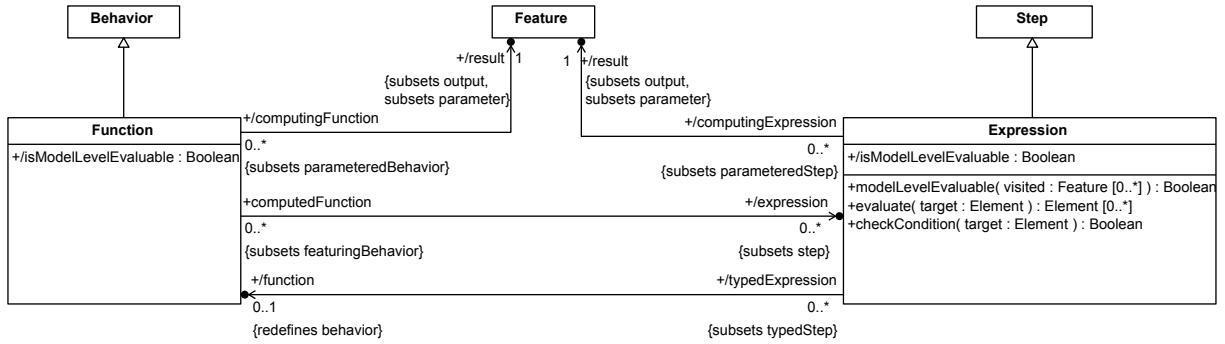 Behavior
Feature
Step
+/result 1
1 +/result
{subsets output,
subsets parameter}
{subsets output,
subsets parameter}
Function
+/isModelLevelEvaluable : Boolean
+/computingFunction
0..*
{subsets parameteredBehavior}
+/computingExpression
0..*
{subsets parameteredStep}
Expression
+/isModelLevelEvaluable : Boolean
+modelLevelEvaluable( visited : Feature [0..*] ) : Boolean
+evaluate( target : Element ) : Element [0..*]
+checkCondition( target : Element ) : Boolean
+computedFunction
0..*
{subsets featuringBehavior}
+/expression
0..*
{subsets step}
+/function
0..1
{redefines behavior}
+/typedExpression
0..*
{subsets typedStep}